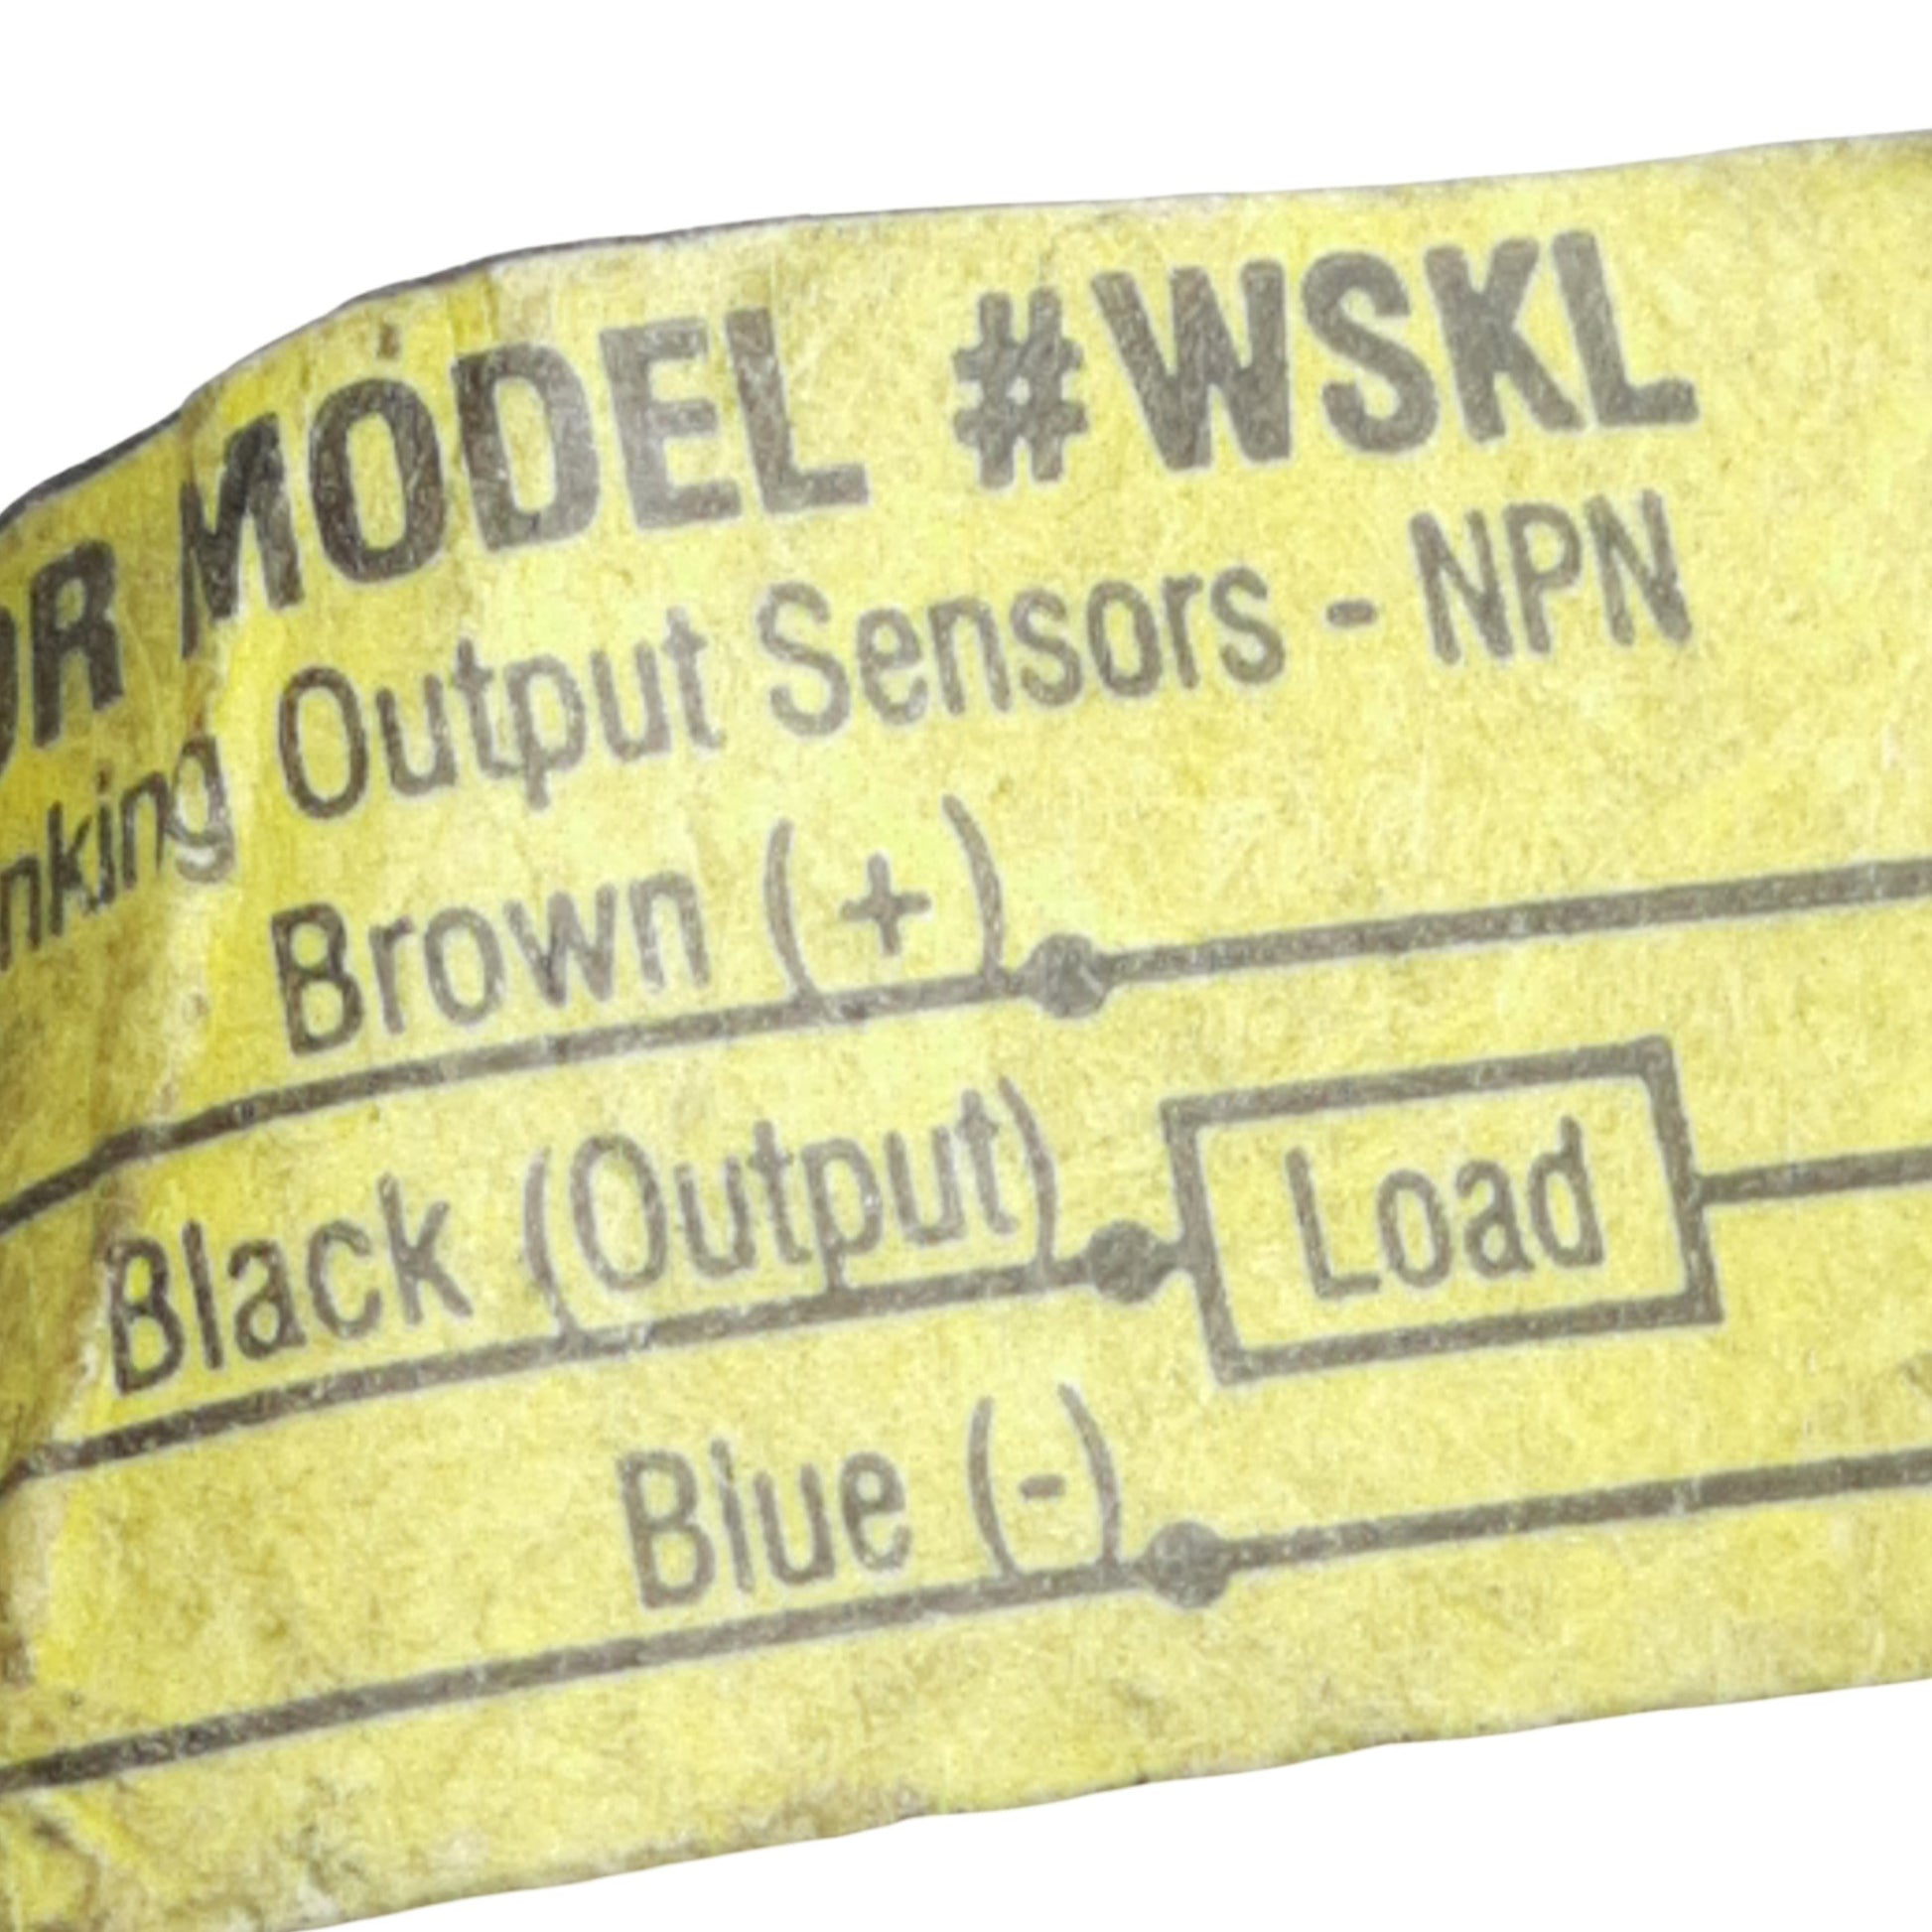 OR MODEL #WSKL
nking Output Sensors - NPN
Brown (+)
Black (Output)
Load
Blue (-)